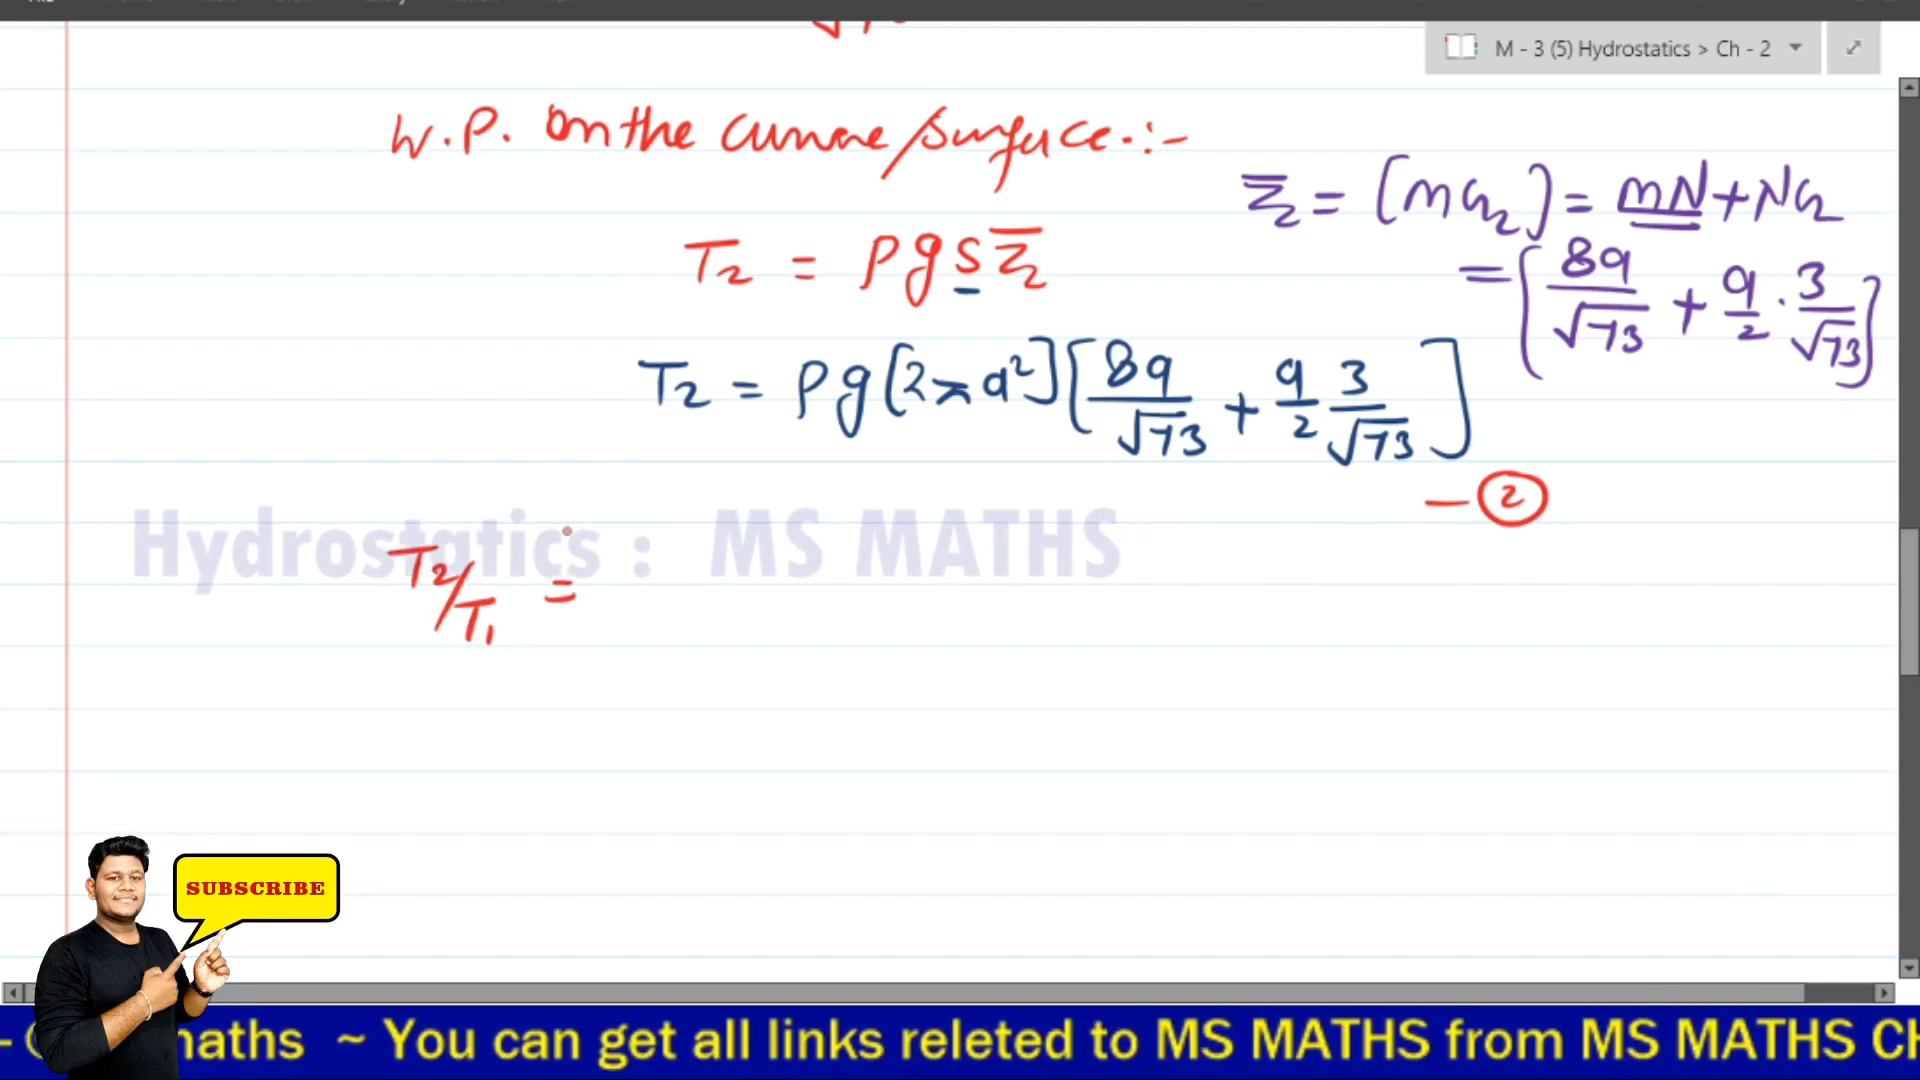 M - 3 (5) Hydrostatics > Ch - 2
W.P. on the curve/surface.:-
z̅₂ = [MG₂] = MN + NG₂
= [8a/√73 + a/2 · 3/√73]
T₂ = ρgs z̅₂
T₂ = ρg[2πa²][8a/√73 + a/2 3/√73]
— ②
Hydrostatics : MS MATHS
T₂/T₁ =
SUBSCRIBE
maths ~ You can get all links releted to MS MATHS from MS MATHS CH